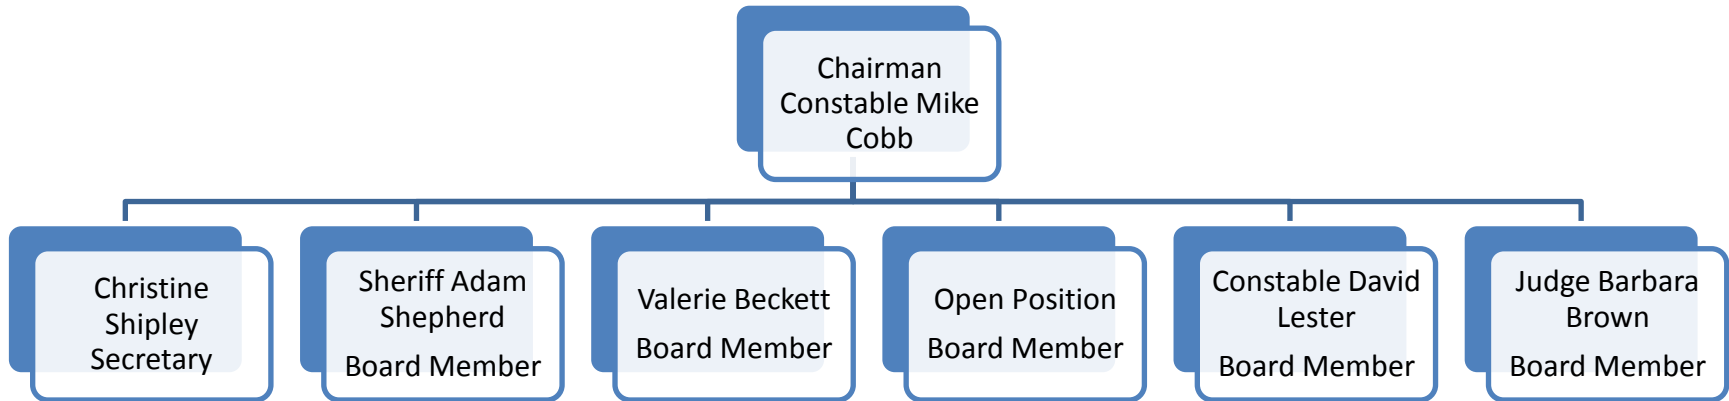 Chairman
Constable Mike
Cobb
Christine
Shipley
Secretary
Sheriff Adam
Shepherd
Board Member
Valerie Beckett
Board Member
Open Position
Board Member
Constable David
Lester
Board Member
Judge Barbara
Brown
Board Member